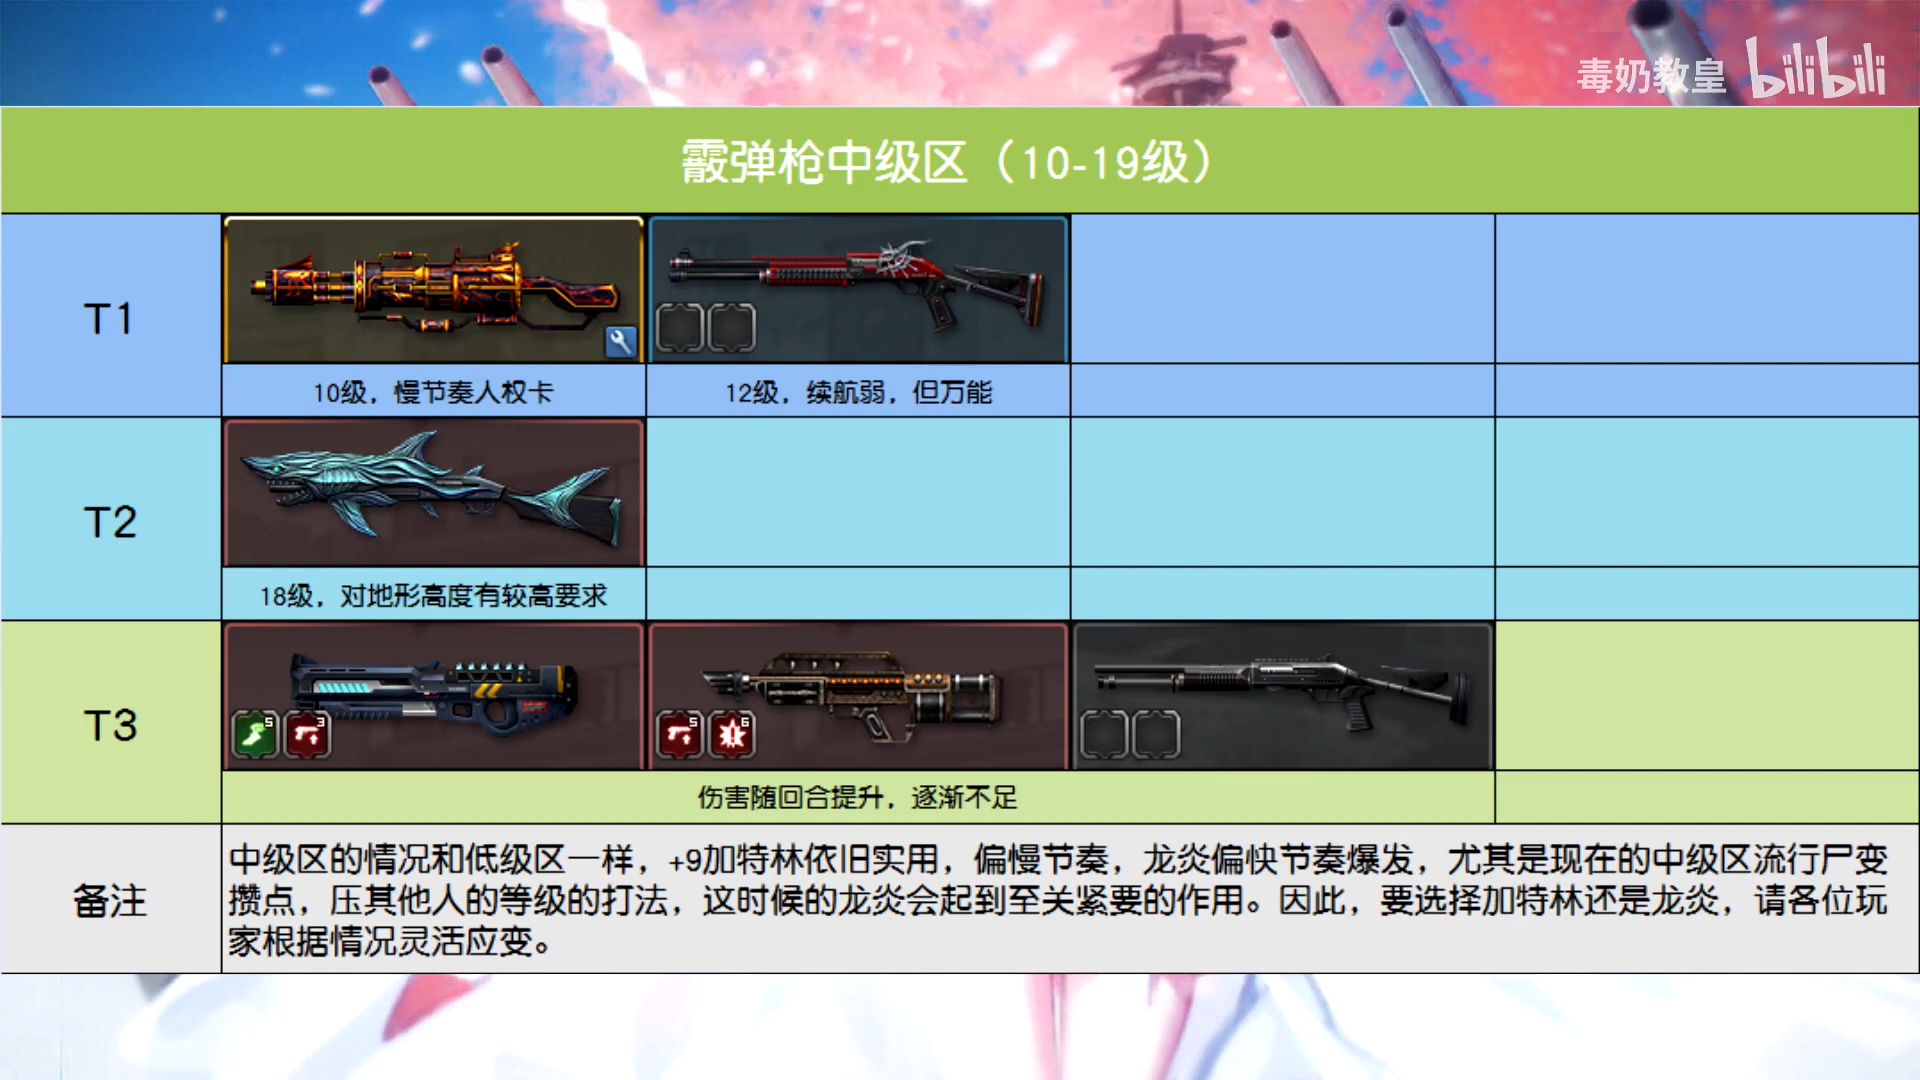 毒奶教皇 bilibili
霰弹枪中级区（10-19级）
T1
10级，慢节奏人权卡
12级，续航弱，但万能
T2
18级，对地形高度有较高要求
T3
5
3
5
6
伤害随回合提升，逐渐不足
备注
中级区的情况和低级区一样，+9加特林依旧实用，偏慢节奏，龙炎偏快节奏爆发，尤其是现在的中级区流行尸变
攒点，压其他人的等级的打法，这时候的龙炎会起到至关紧要的作用。因此，要选择加特林还是龙炎，请各位玩
家根据情况灵活应变。